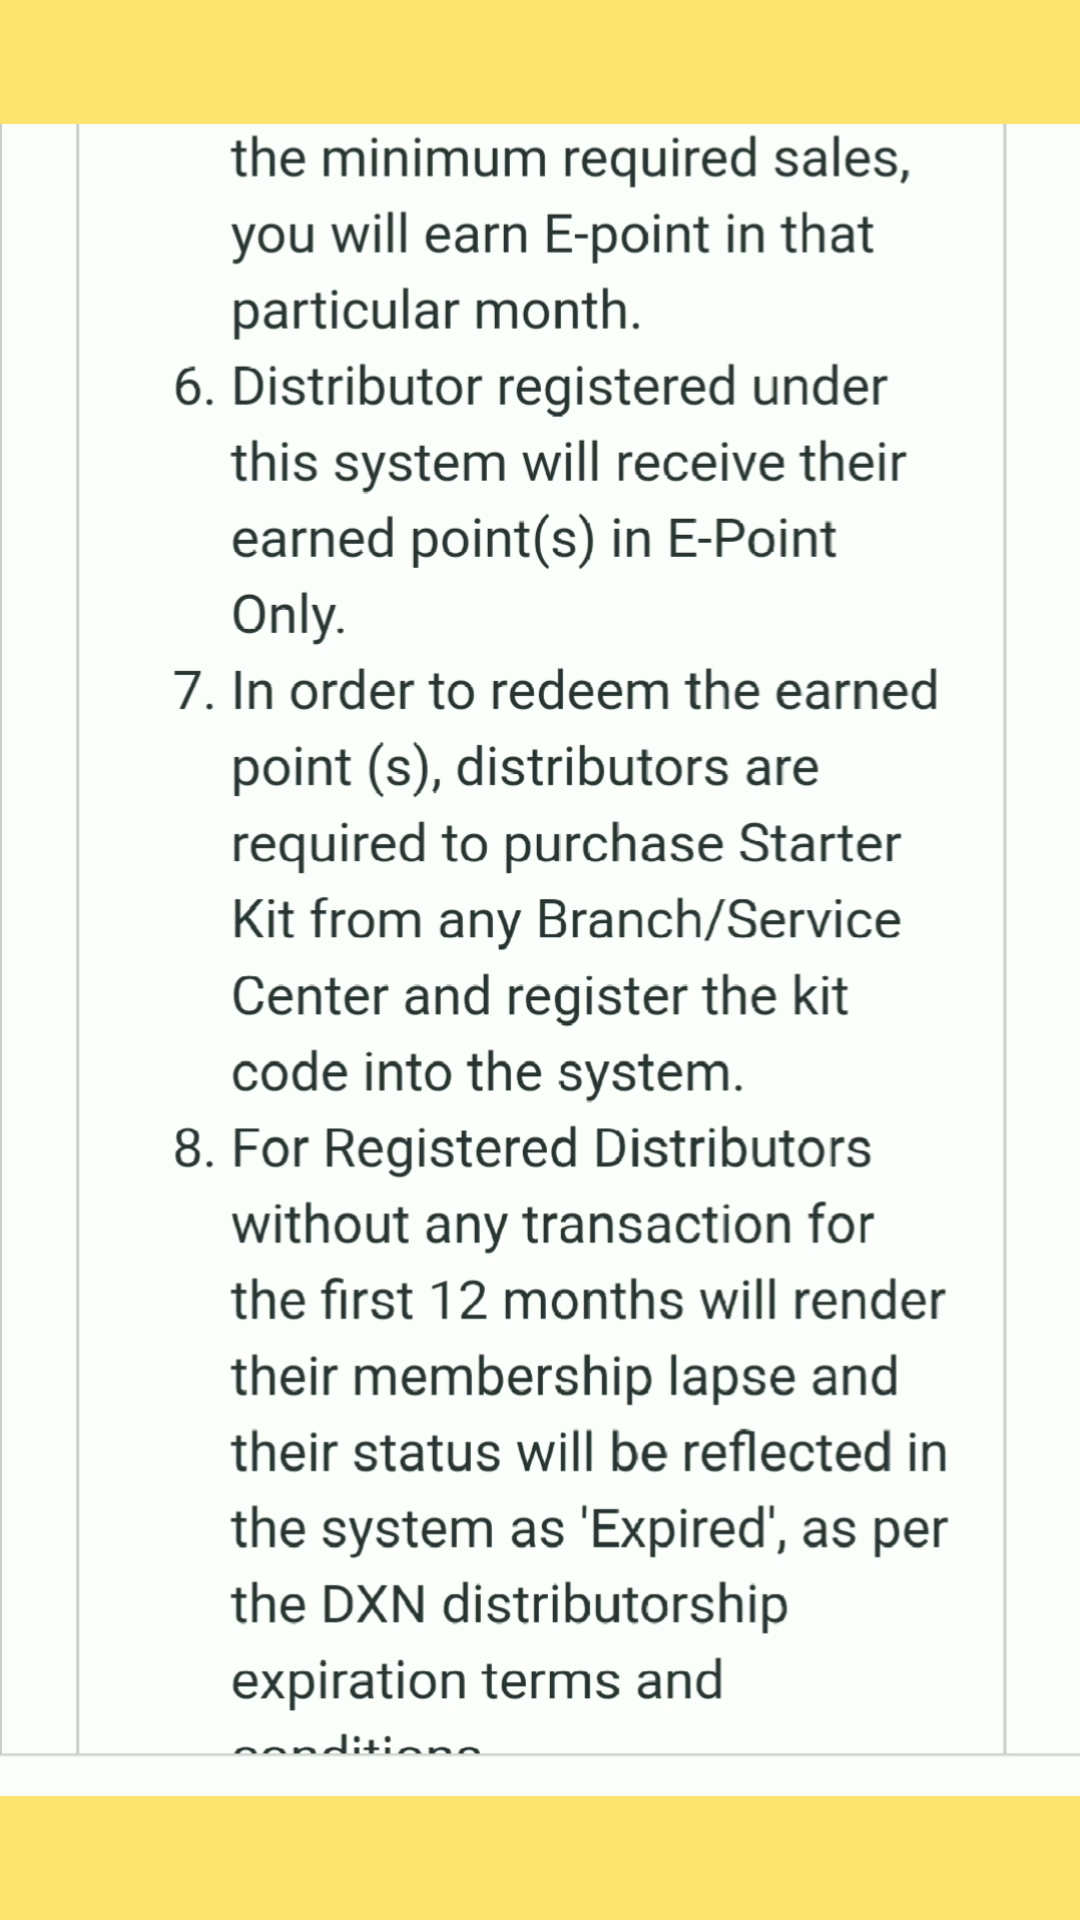 the minimum required sales,
you will earn E-point in that
particular month.
6. Distributor registered under
this system will receive their
earned point(s) in E-Point
Only.
7. In order to redeem the earned
point (s), distributors are
required to purchase Starter
Kit from any Branch/Service
Center and register the kit
code into the system.
8. For Registered Distributors
without any transaction for
the first 12 months will render
their membership lapse and
their status will be reflected in
the system as 'Expired', as per
the DXN distributorship
expiration terms and
conditions